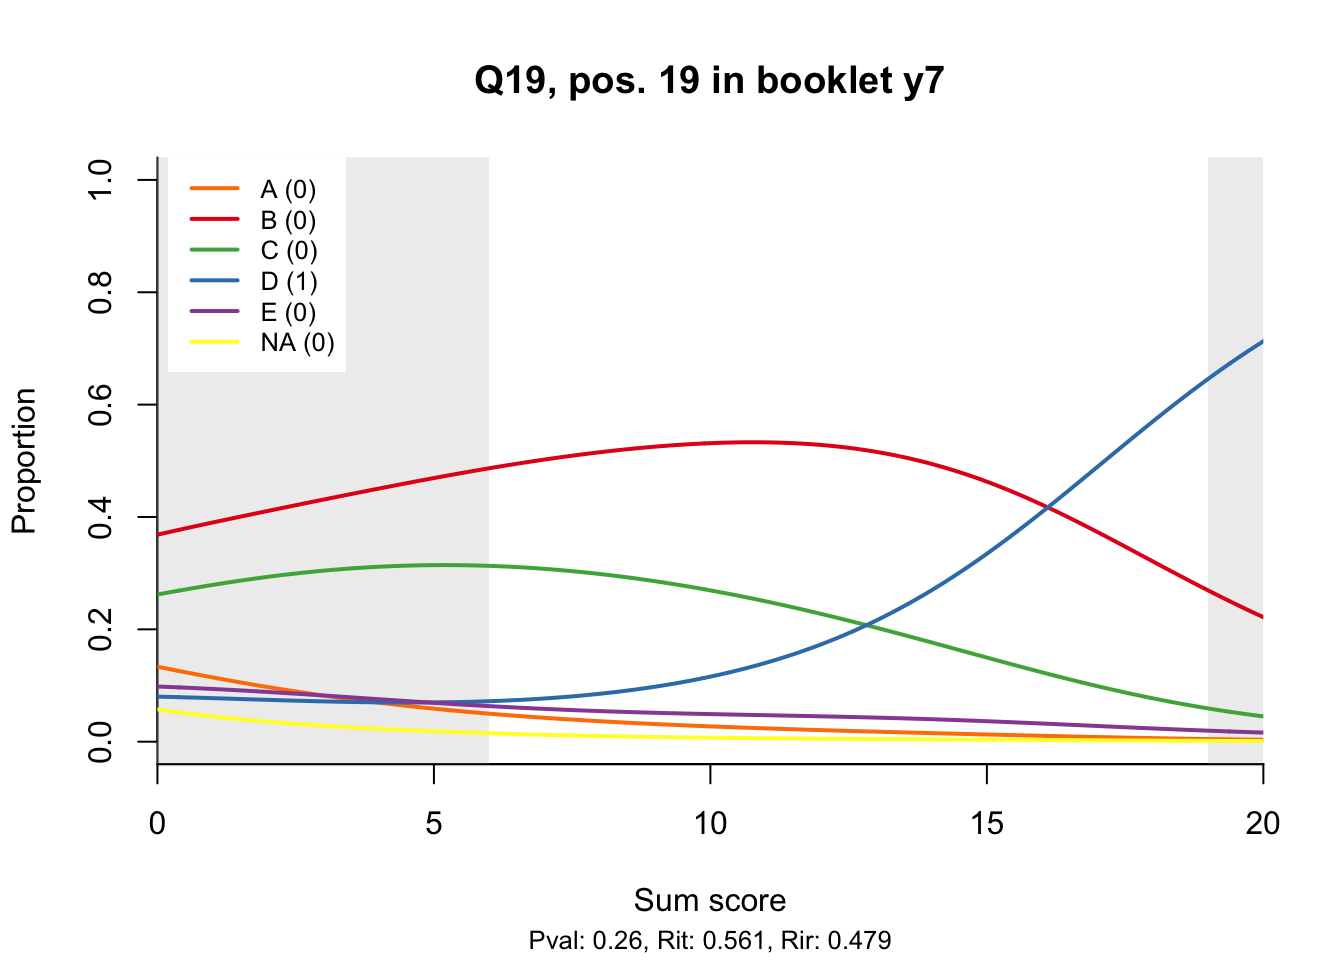 Q19, pos. 19 in booklet y7
A (0)
B (0)
C (0)
D (1)
E (0)
NA (0)
1.0
0.8
0.6
0.4
0.2
0.0
Proportion
0 5 10 15 20
Sum score
Pval: 0.26, Rit: 0.561, Rir: 0.479